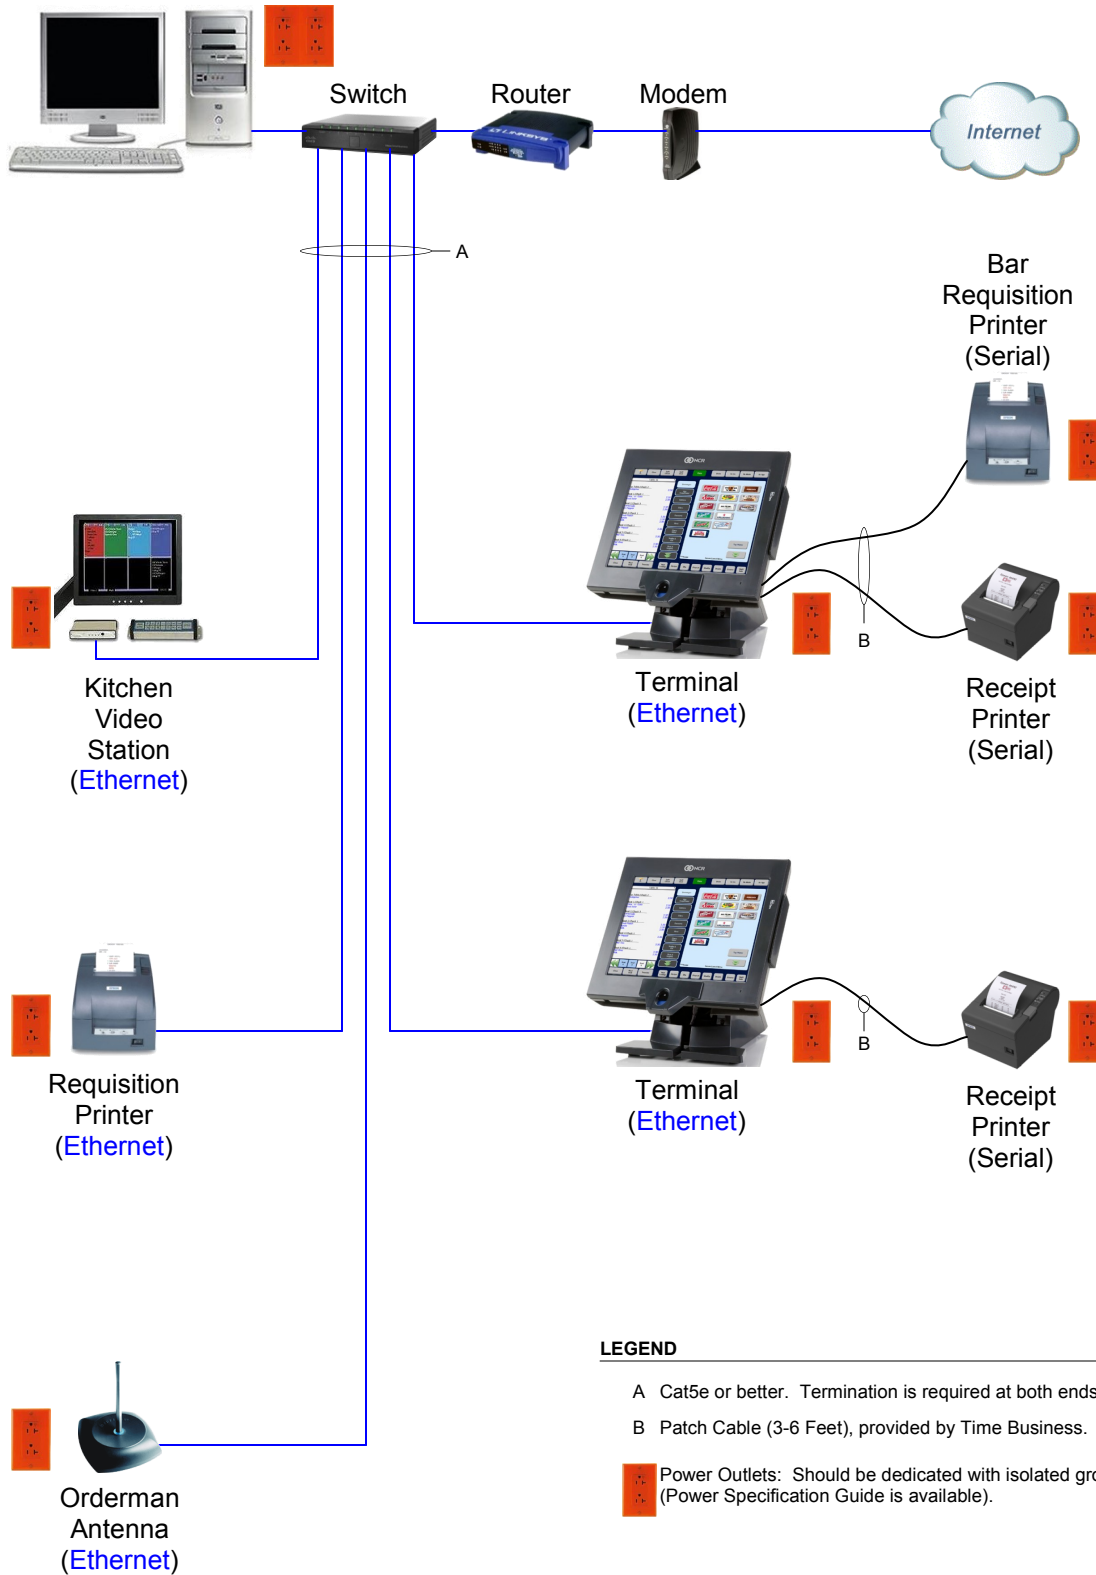 Switch
Router
Modem
LINKSYS
Internet
A
Bar
Requisition
Printer
(Serial)
NCR
B
Kitchen
Video
Station
(Ethernet)
Terminal
(Ethernet)
Receipt
Printer
(Serial)
NCR
B
Requisition
Printer
(Ethernet)
Terminal
(Ethernet)
Receipt
Printer
(Serial)
LEGEND
A Cat5e or better. Termination is required at both ends
B Patch Cable (3-6 Feet), provided by Time Business.
Power Outlets: Should be dedicated with isolated gro
(Power Specification Guide is available).
Orderman
Antenna
(Ethernet)